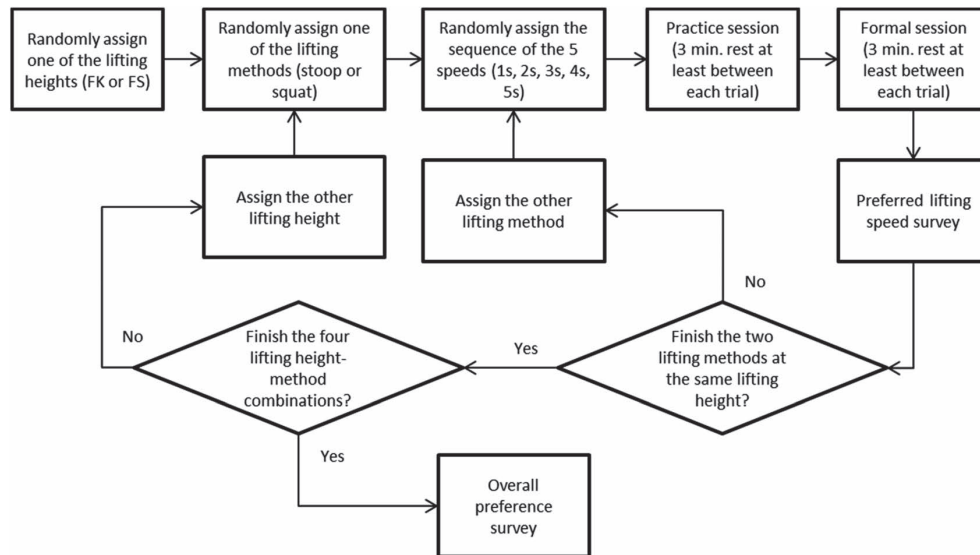 Randomly assign
one of the lifting
heights (FK or FS)
Randomly assign one
of the lifting
methods (stoop or
squat)
Randomly assign the
sequence of the 5
speeds (1s, 2s, 3s, 4s,
5s)
Practice session
(3 min. rest at
least between
each trial)
Formal session
(3 min. rest at
least between
each trial)
Assign the other
lifting height
Assign the other
lifting method
Preferred lifting
speed survey
No
Finish the two
lifting methods at
the same lifting
height?
Yes
Finish the four
lifting height-
method
combinations?
No
Yes
Overall
preference
survey